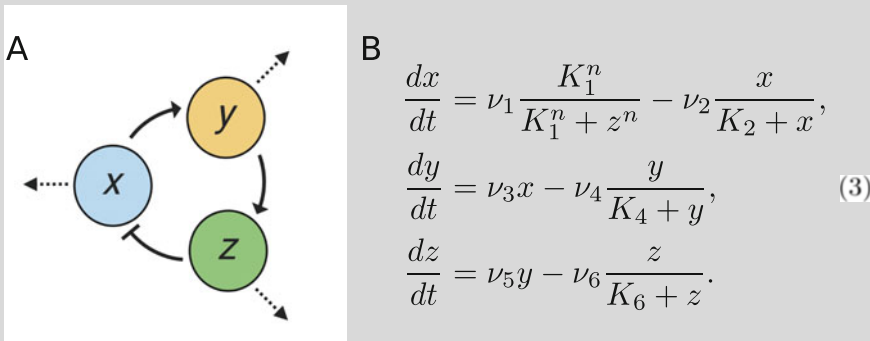 A
x
y
z
B
dx/dt = ν₁ K₁ⁿ/(K₁ⁿ + zⁿ) − ν₂ x/(K₂ + x),
dy/dt = ν₃x − ν₄ y/(K₄ + y),
(3)
dz/dt = ν₅y − ν₆ z/(K₆ + z).